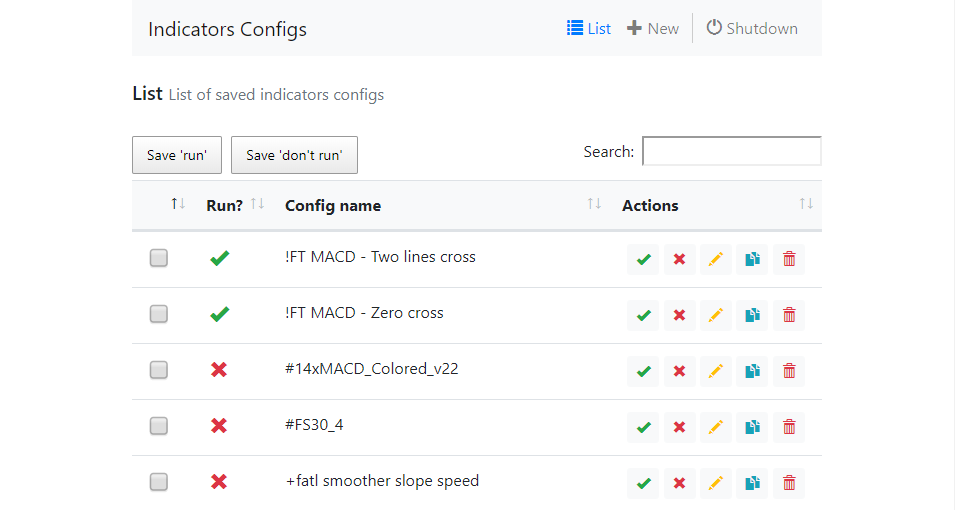 Indicators Configs List New Shutdown
List List of saved indicators configs
Save 'run' Save 'don't run' Search:
Run? Config name Actions
!FT MACD - Two lines cross
!FT MACD - Zero cross
#14xMACD_Colored_v22
#FS30_4
+fatl smoother slope speed